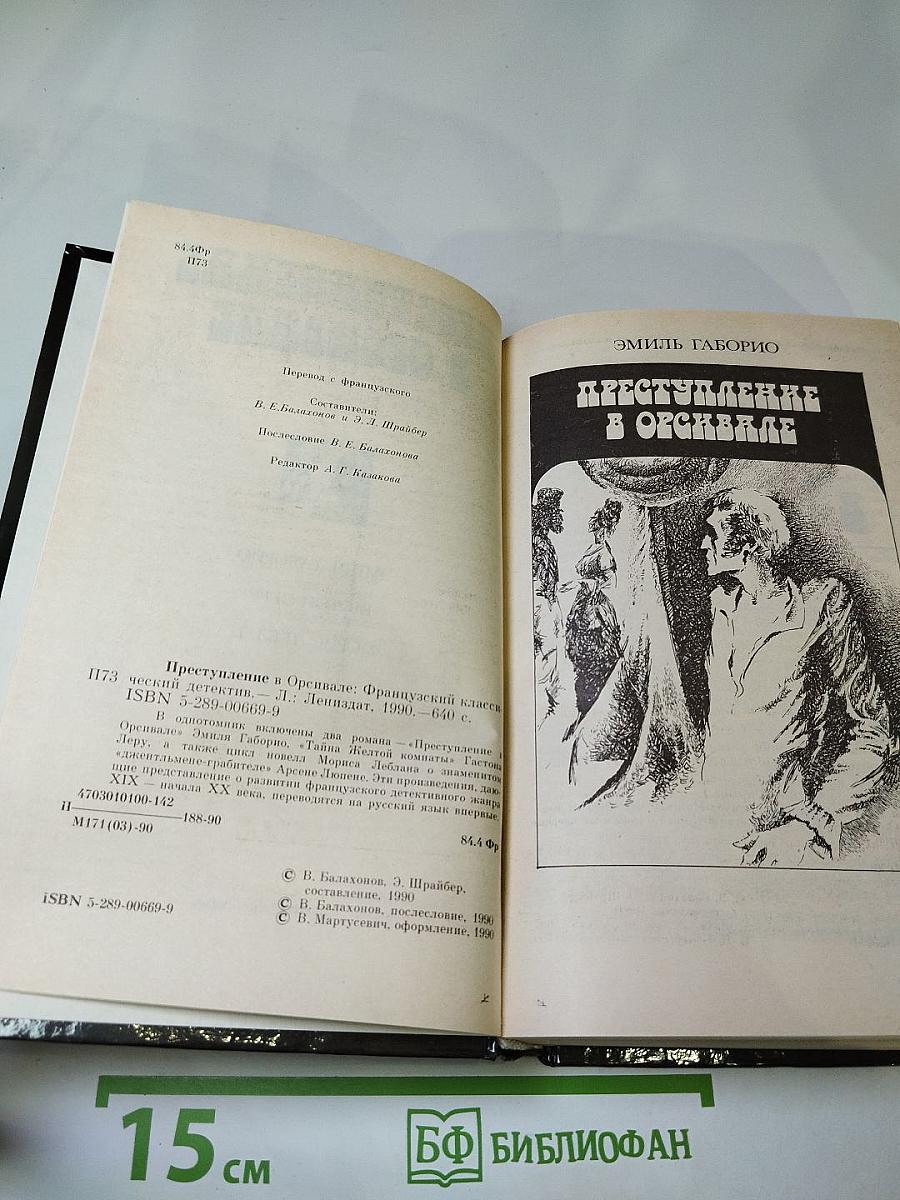 84.4Фр
П73
Перевод с французского
Составители:
В. Е.Балахонов и Э. Л. Шрайбер
Послесловие В. Е. Балахонова
Редактор А. Г. Казакова
Преступление в Орсивале: Французский класси-
П73 ческий детектив.— Л.: Лениздат, 1990.—640 с.
ISBN 5-289-00669-9
В однотомник включены два романа — «Преступление в
Орсивале» Эмиля Габорио, «Тайна Желтой комнаты» Гастона
Леру, а также цикл новелл Мориса Леблана о знаменитом
«джентльмене-грабителе» Арсене Люпене. Эти произведения, даю-
щие представление о развитии французского детективного жанра
XIX — начала XX века, переводятся на русский язык впервые.
4703010100-142
Н 188-90
М171(03)-90
84.4 Фр
© В. Балахонов, Э. Шрайбер,
составление, 1990
ISBN 5-289-00669-9
© В. Балахонов, послесловие, 1990
© В. Мартусевич, оформление, 1990
ЭМИЛЬ ГАБОРИО
ПРЕСТУПЛЕНИЕ
В ОРСИВАЛЕ
15 см
БФ БИБЛИОФАН